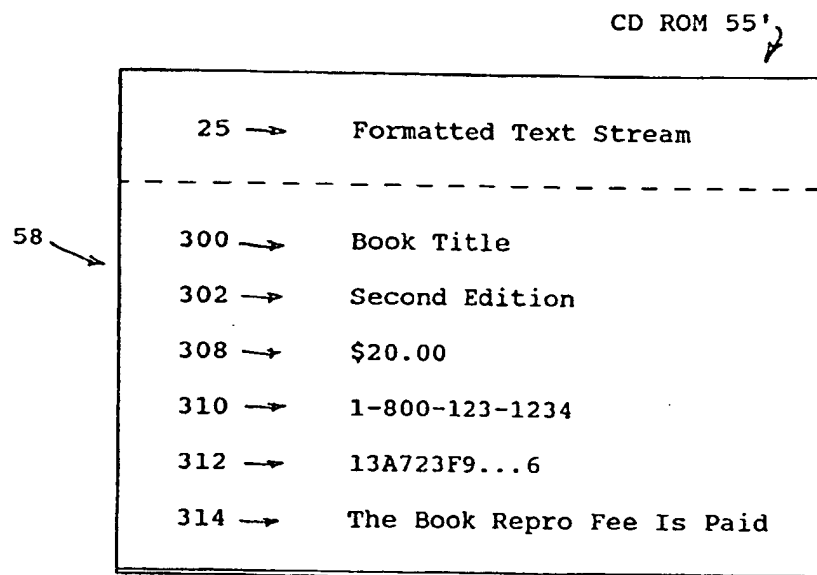 CD ROM 55'
25 → Formatted Text Stream
58
300 → Book Title
302 → Second Edition
308 → $20.00
310 → 1-800-123-1234
312 → 13A723F9...6
314 → The Book Repro Fee Is Paid